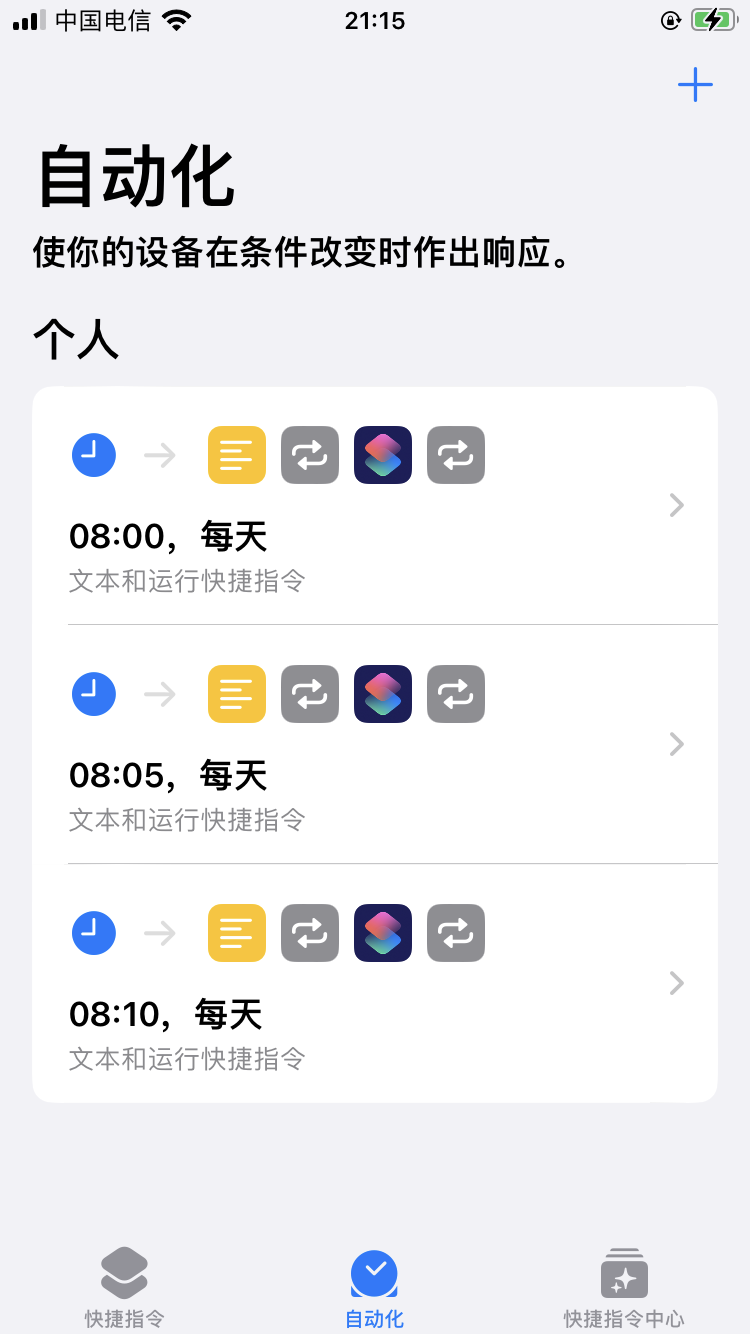 中国电信
21:15
自动化
使你的设备在条件改变时作出响应。
个人
08:00，每天
文本和运行快捷指令
08:05，每天
文本和运行快捷指令
08:10，每天
文本和运行快捷指令
快捷指令
自动化
快捷指令中心